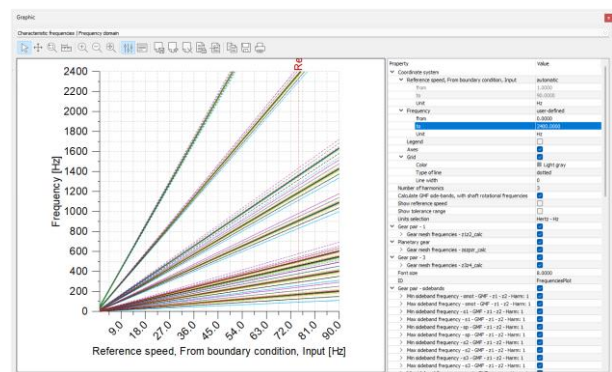 Graphic
Characteristic frequencies | Frequency domain
2400
2200
2000
1800
1600
1400
1200
1000
800
600
400
200
0
Frequency [Hz]
Re
9.0 18.0 27.0 36.0 45.0 54.0 63.0 72.0 81.0 90.0
Reference speed, From boundary condition, Input [Hz]
Property Value
Coordinate system
Reference speed, From boundary condition, Input automatic
From 1.0000
to 90.0000
Unit Hz
Frequency user-defined
from 0.0000
to 2400.0000
Unit Hz
Legend
Axes
Grid
Color Light gray
Type of line dotted
Line width 0
Number of harmonics 3
Calculate GMF side-bands, with shaft rotational frequencies
Show reference speed
Show tolerance range
Units selection Hertz - Hz
Gear pair - 1
Gear mesh frequencies - z1z2_calc
Planetary gear
Gear mesh frequencies -
Gear pair - 3
Gear mesh frequencies - z3z4_calc
Font size 8.0000
ID FrequenciesPlot
Gear pair - sidebands
Min sideband frequency - - GMF - z1 - z2 - Harm: 1
Max sideband frequency - - GMF - z1 - z2 - Harm: 1
Min sideband frequency - s1 - GMF - z1 - z2 - Harm: 1
Max sideband frequency - s1 - GMF - z1 - z2 - Harm: 1
Min sideband frequency - sp - GMF - z1 - z2 - Harm: 1
Max sideband frequency - sp - GMF - z1 - z2 - Harm: 1
Min sideband frequency - s2 - GMF - z1 - z2 - Harm: 1
Max sideband frequency - s2 - GMF - z1 - z2 - Harm: 1
Min sideband frequency - s3 - GMF - z1 - z2 - Harm: 1
Max sideband frequency - s3 - GMF - z1 - z2 - Harm: 1